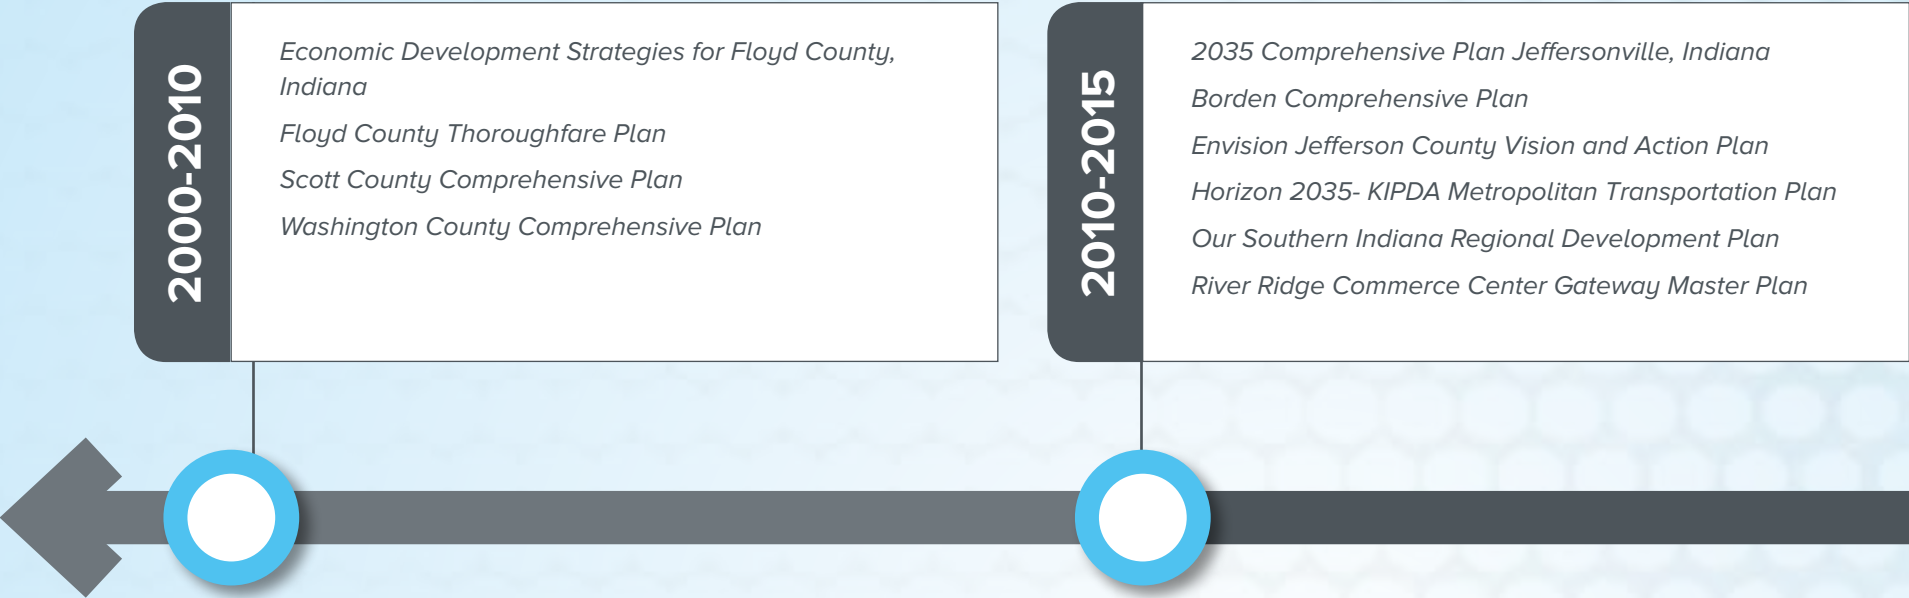 2000-2010
Economic Development Strategies for Floyd County,
Indiana
Floyd County Thoroughfare Plan
Scott County Comprehensive Plan
Washington County Comprehensive Plan
2010-2015
2035 Comprehensive Plan Jeffersonville, Indiana
Borden Comprehensive Plan
Envision Jefferson County Vision and Action Plan
Horizon 2035- KIPDA Metropolitan Transportation Plan
Our Southern Indiana Regional Development Plan
River Ridge Commerce Center Gateway Master Plan